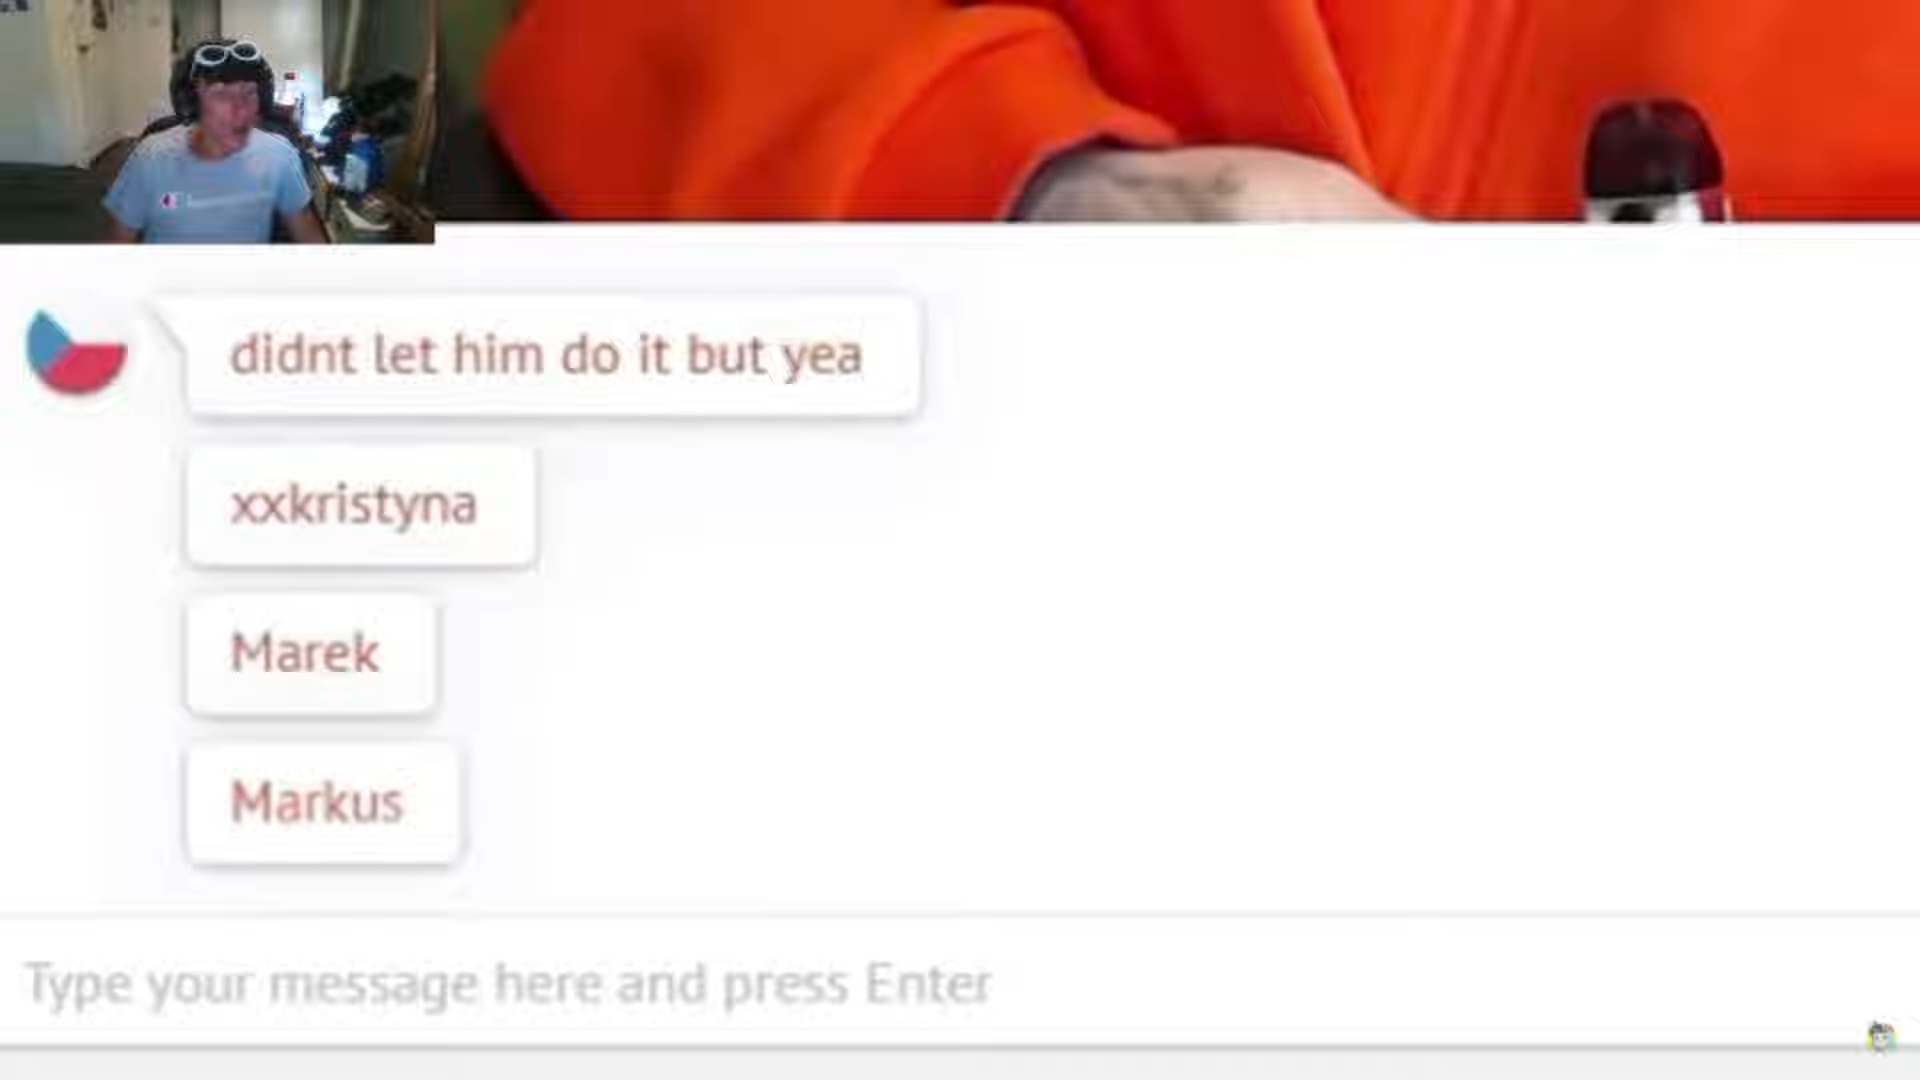 didnt let him do it but yea
xxkristyna
Marek
Markus
Type your message here and press Enter